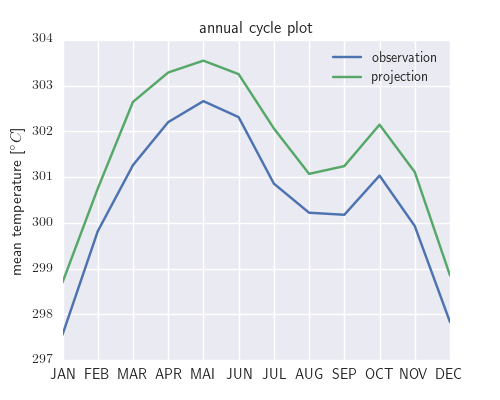 annual cycle plot
observation
projection
mean temperature [°C]
304
303
302
301
300
299
298
297
JAN FEB MAR APR MAI JUN JUL AUG SEP OCT NOV DEC